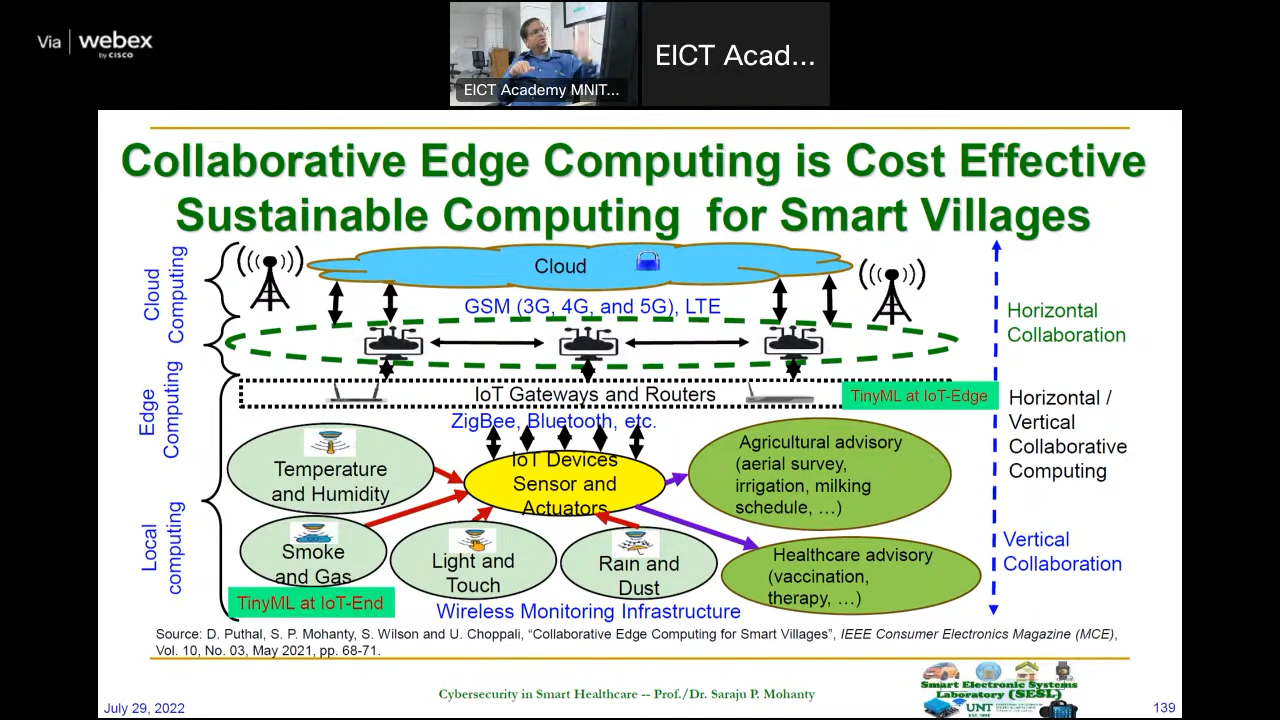 Via | webex
by CISCO
EICT Academy MNIT...
EICT Acad...
Collaborative Edge Computing is Cost Effective
Sustainable Computing for Smart Villages
Cloud
Computing
Edge
Computing
Local
computing
Cloud
GSM (3G, 4G, and 5G), LTE
IoT Gateways and Routers
TinyML at IoT-Edge
ZigBee, Bluetooth, etc.
Temperature
and Humidity
IoT Devices
Sensor and
Actuators
Agricultural advisory
(aerial survey,
irrigation, milking
schedule, ...)
Smoke
and Gas
Light and
Touch
Rain and
Dust
Healthcare advisory
(vaccination,
therapy, ...)
TinyML at IoT-End
Wireless Monitoring Infrastructure
Horizontal
Collaboration
Horizontal /
Vertical
Collaborative
Computing
Vertical
Collaboration
Source: D. Puthal, S. P. Mohanty, S. Wilson and U. Choppali, “Collaborative Edge Computing for Smart Villages”, IEEE Consumer Electronics Magazine (MCE),
Vol. 10, No. 03, May 2021, pp. 68-71.
July 29, 2022
Cybersecurity in Smart Healthcare -- Prof./Dr. Saraju P. Mohanty
Smart Electronic Systems
Laboratory (SESL)
UNT
139